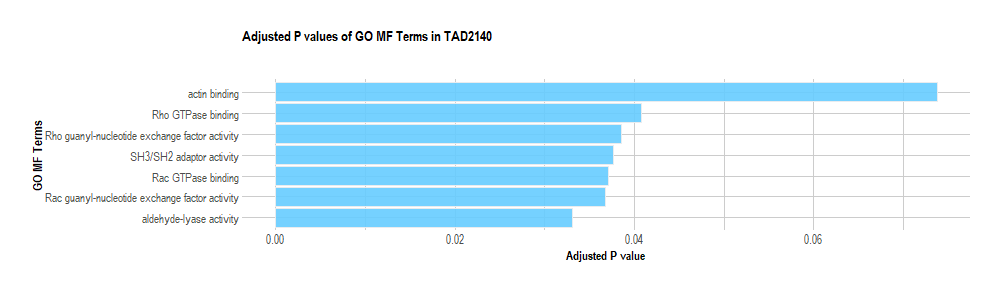 Adjusted P values of GO MF Terms in TAD2140
GO MF Terms
actin binding
Rho GTPase binding
Rho guanyl-nucleotide exchange factor activity
SH3/SH2 adaptor activity
Rac GTPase binding
Rac guanyl-nucleotide exchange factor activity
aldehyde-lyase activity
0.00 0.02 0.04 0.06
Adjusted P value